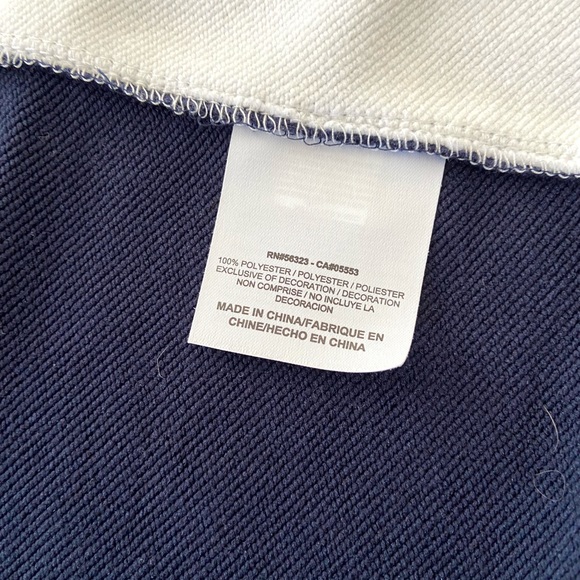 RN#56323 - CA#05553
100% POLYESTER / POLYESTER / POLIESTER
EXCLUSIVE OF DECORATION / DECORATION
NON COMPRISE / NO INCLUYE LA
DECORACION
MADE IN CHINA/FABRIQUE EN
CHINE/HECHO EN CHINA